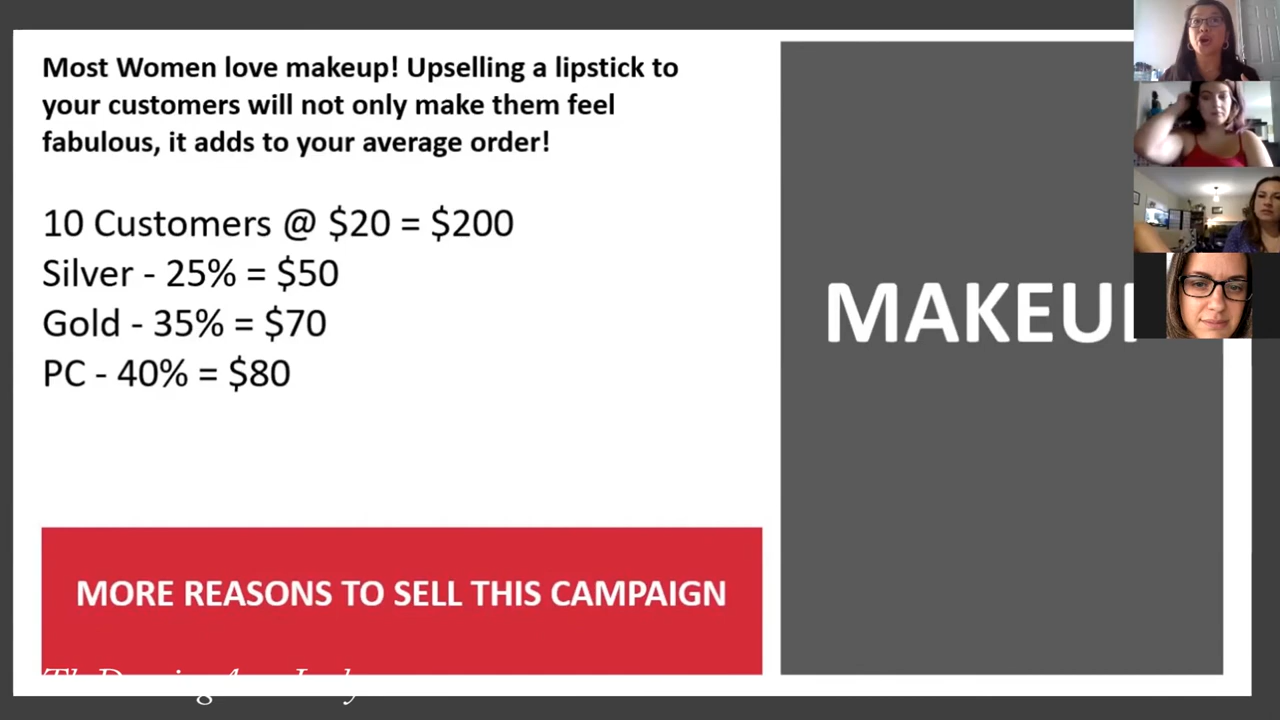 Most Women love makeup! Upselling a lipstick to
your customers will not only make them feel
fabulous, it adds to your average order!
10 Customers @ $20 = $200
Silver - 25% = $50
Gold - 35% = $70
PC - 40% = $80
MAKEUP
MORE REASONS TO SELL THIS CAMPAIGN